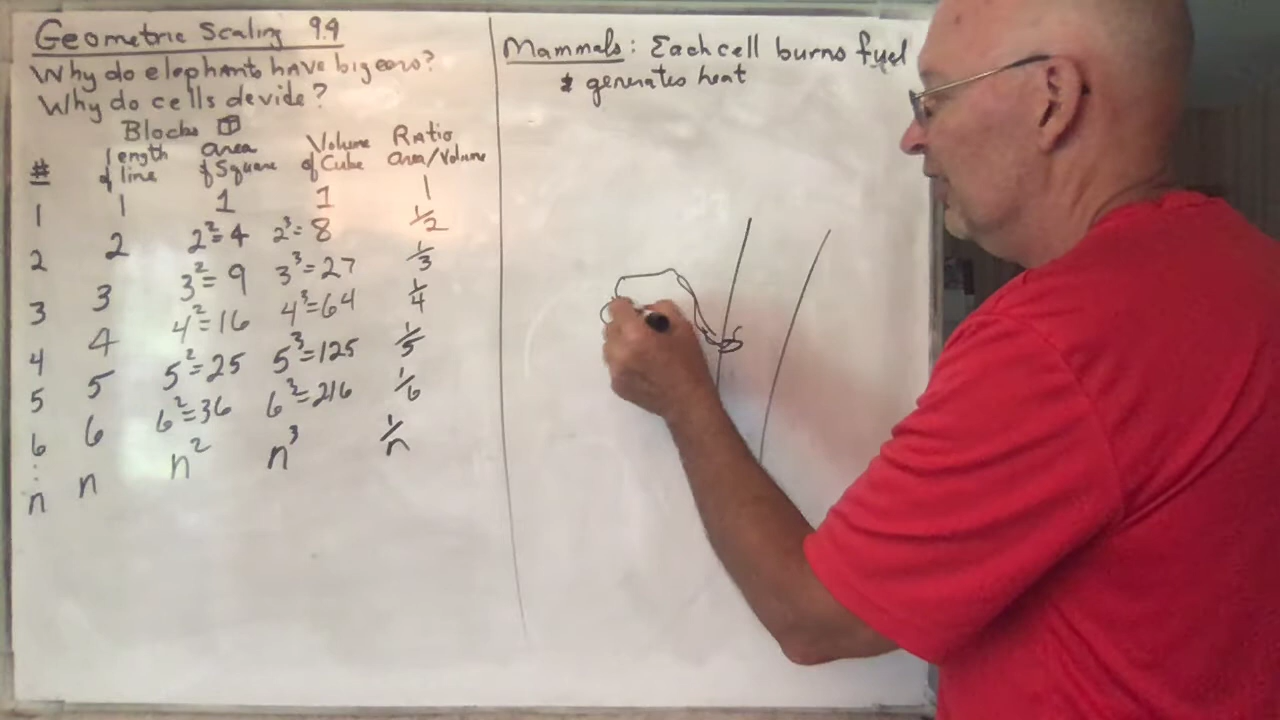 Geometric Scaling 9.4
Why do elephants have big ears?
Why do cells devide?
Blocks
# length of line area of Square Volume of Cube Ratio area/Volume
1 1 1 1 1
2 2 2²=4 2³=8 1/2
3 3 3²=9 3³=27 1/3
4 4 4²=16 4³=64 1/4
5 5 5²=25 5³=125 1/5
6 6 6²=36 6³=216 1/6
:
n n n² n³ 1/n
Mammals: Each cell burns fuel
& generates heat